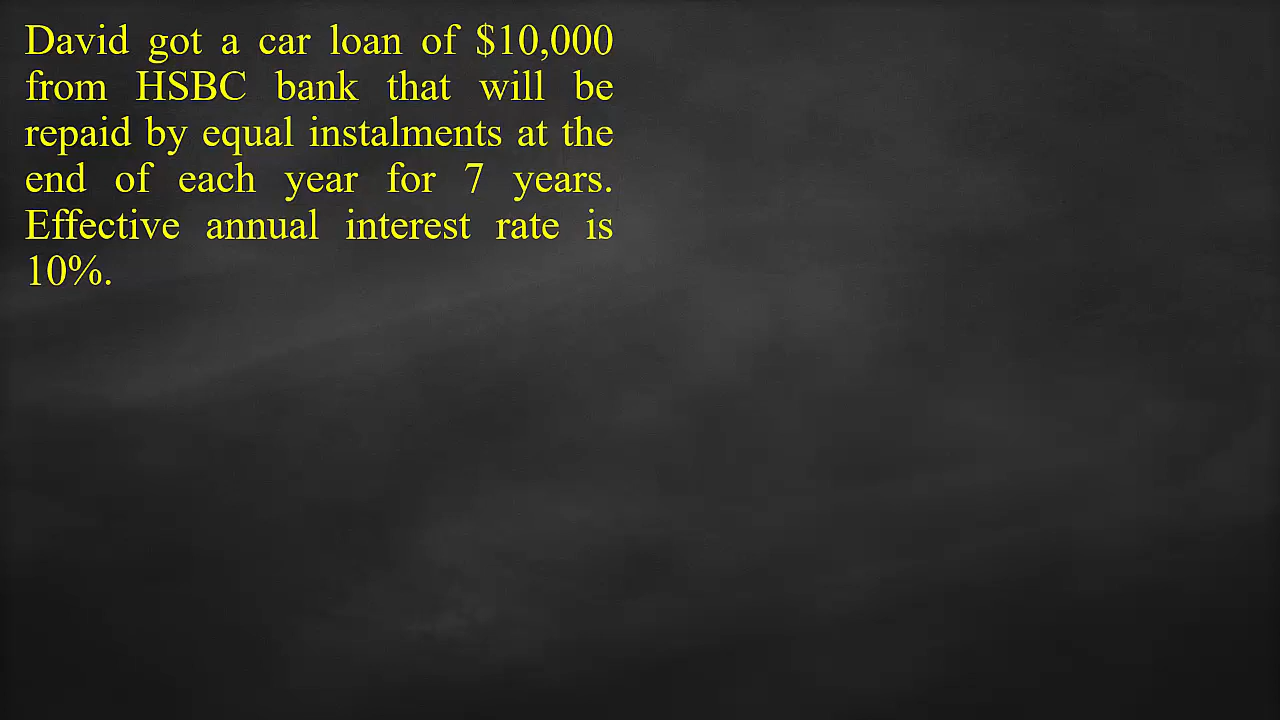 David got a car loan of $10,000
from HSBC bank that will be
repaid by equal instalments at the
end of each year for 7 years.
Effective annual interest rate is
10%.